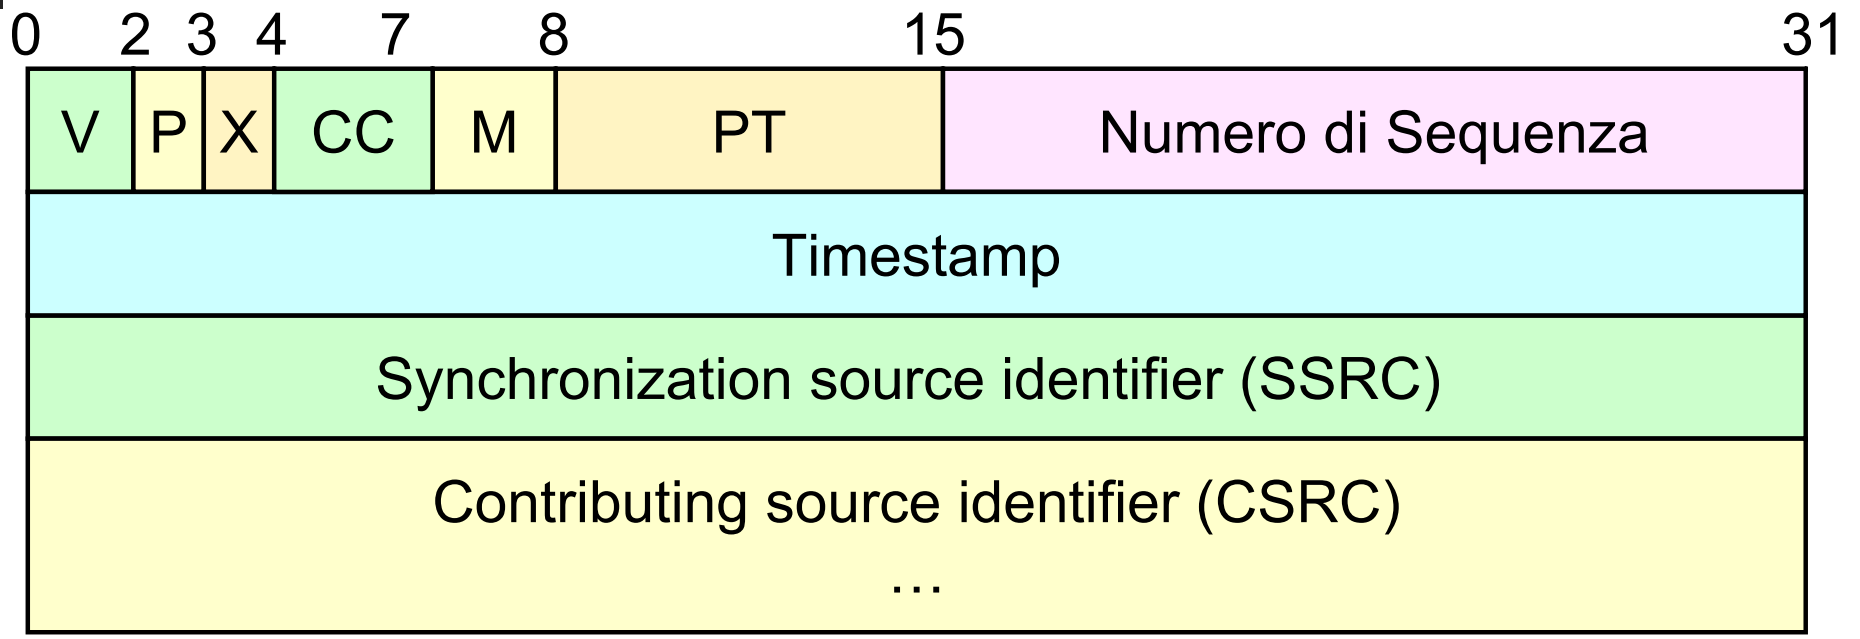 0 2 3 4 7 8 15 31
V P X CC M PT Numero di Sequenza
Timestamp
Synchronization source identifier (SSRC)
Contributing source identifier (CSRC)
...